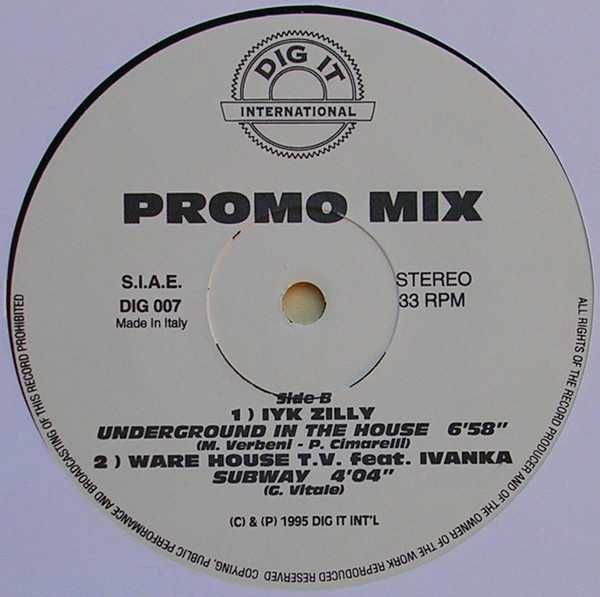 DIG IT
INTERNATIONAL
PROMO MIX
S.I.A.E.
STEREO
DIG 007
33 RPM
Made In Italy
Side B
1 ) IYK ZILLY
UNDERGROUND IN THE HOUSE 6'58"
(M. Verbeni - P. Cimarelli)
2 ) WARE HOUSE T.V. feat. IVANKA
SUBWAY 4'04"
(G. Vitale)
(C) & (P) 1995 DIG IT INT'L
ALL RIGHTS OF THE RECORD PRODUCER AND OF THE OWNER OF THE WORK REPRODUCED RESERVED COPYING, PUBLIC PERFORMANCE AND BROADCASTING OF THIS RECORD PROHIBITED